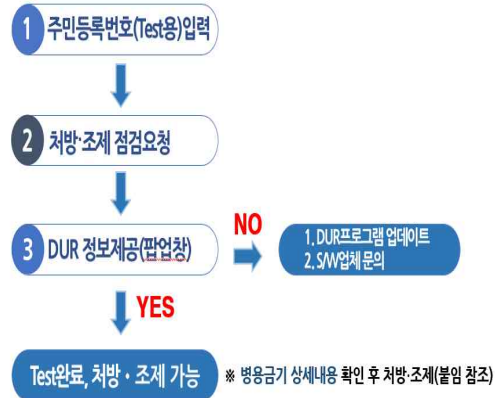 1 주민등록번호(Test용)입력
2 처방·조제 점검요청
3 DUR 정보제공(팝업창)
NO
1. DUR프로그램 업데이트
2. S/W업체 문의
YES
Test완료, 처방·조제 가능
※ 병용금기 상세내용 확인 후 처방·조제(붙임 참조)